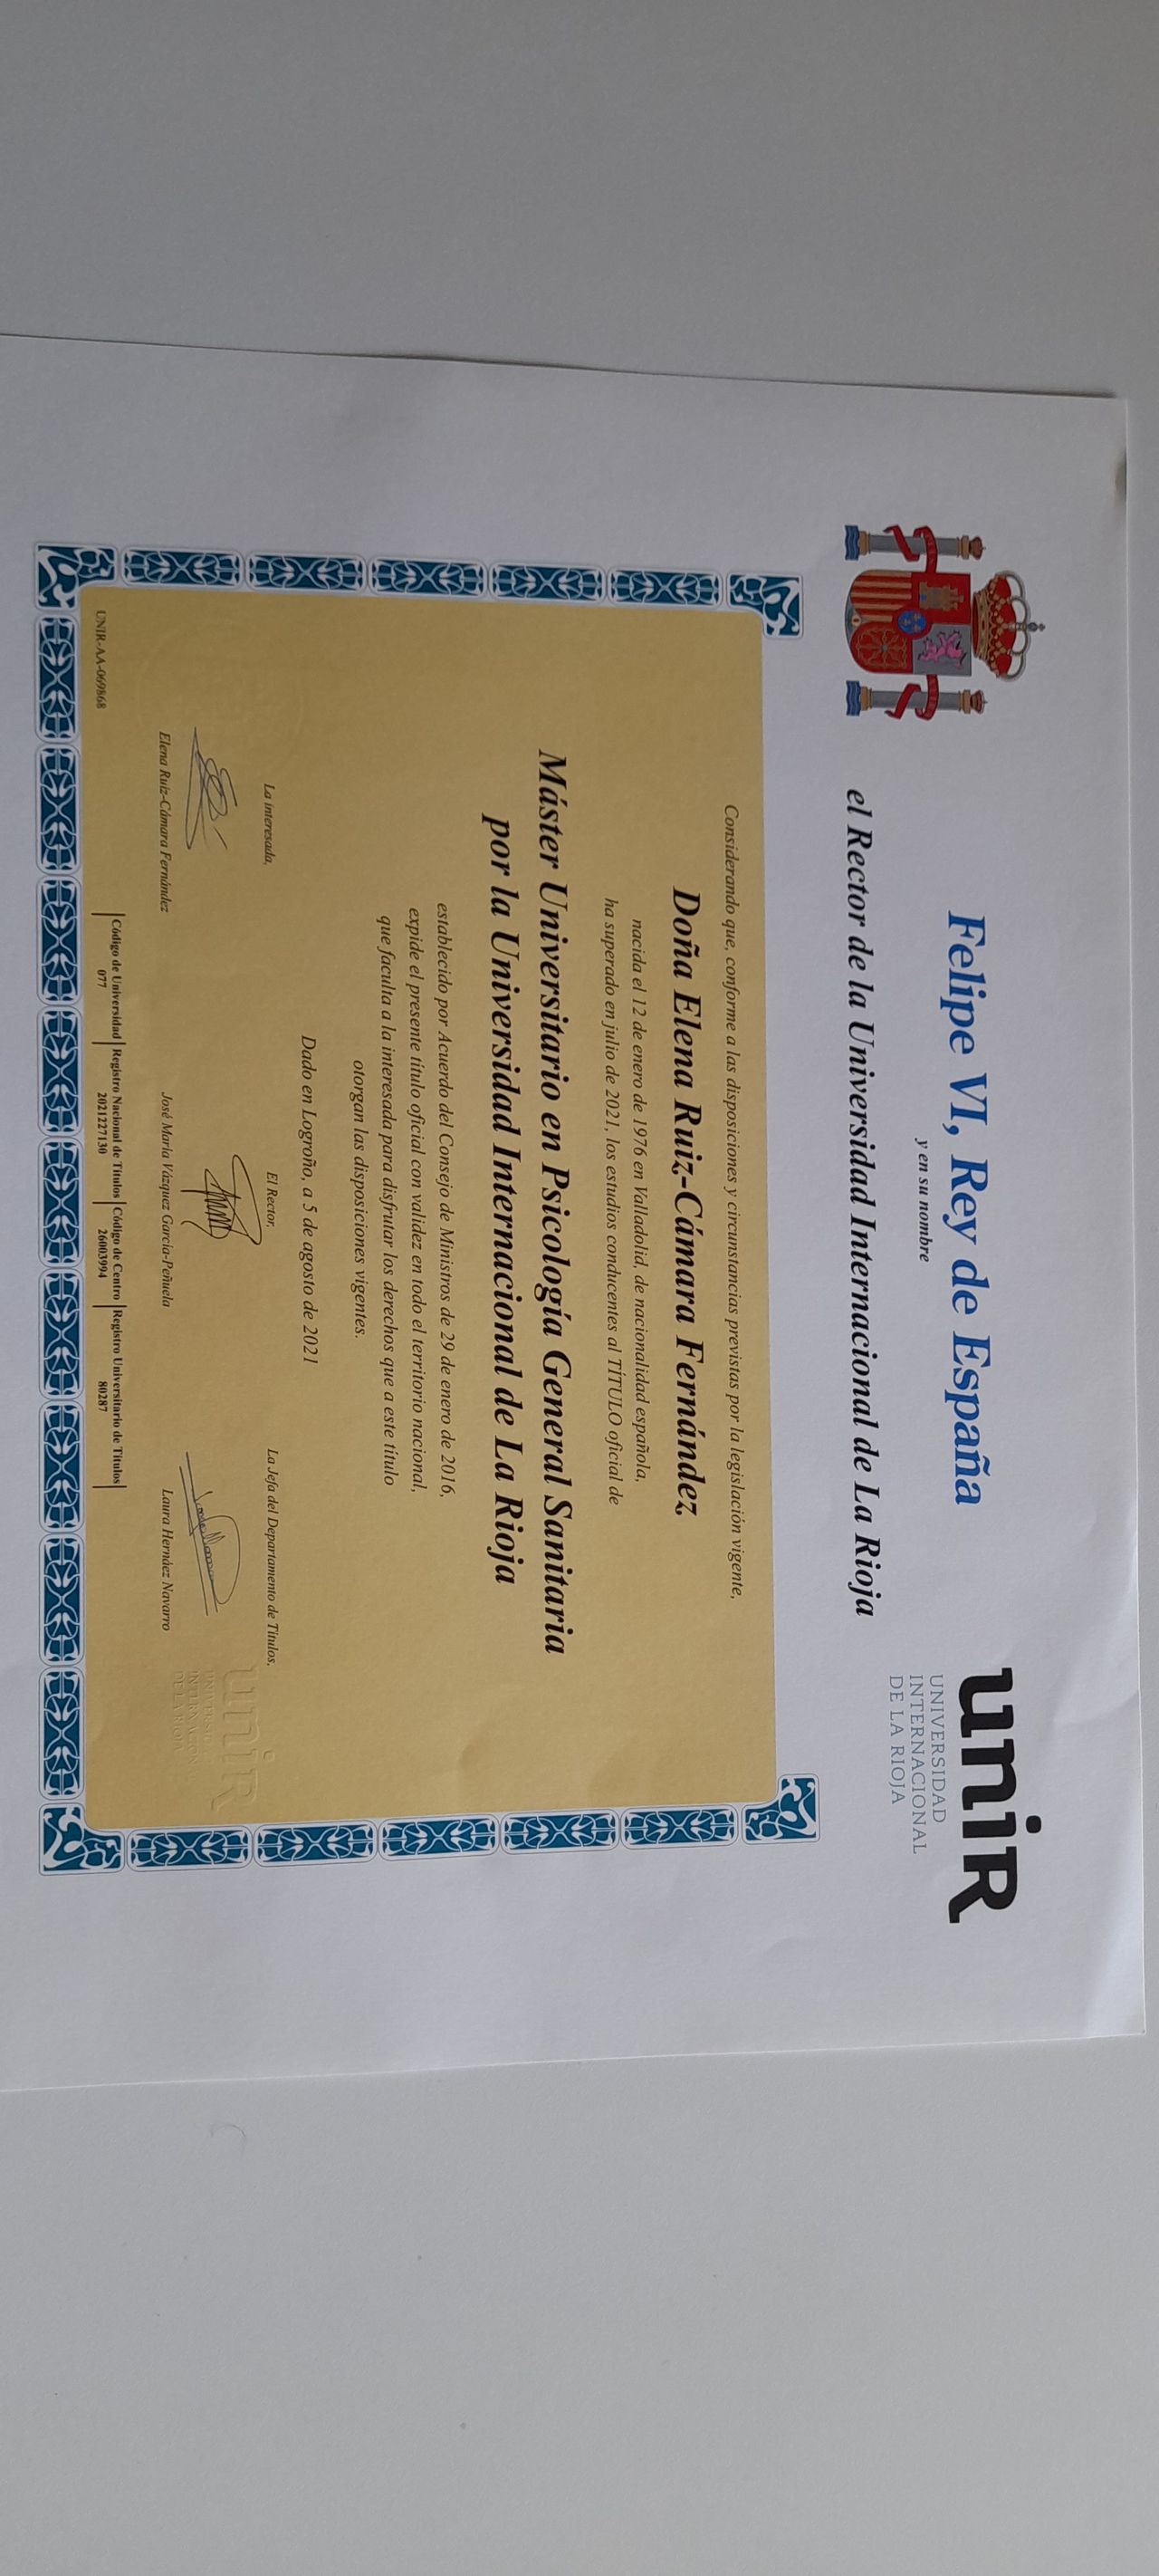 Felipe VI, Rey de España
y en su nombre
el Rector de la Universidad Internacional de La Rioja
uniR
UNIVERSIDAD
INTERNACIONAL
DE LA RIOJA
Considerando que, conforme a las disposiciones y circunstancias previstas por la legislación vigente,
Doña Elena Ruiz-Cámara Fernández
nacida el 12 de enero de 1976 en Valladolid, de nacionalidad española,
ha superado en julio de 2021, los estudios conducentes al TÍTULO oficial de
Máster Universitario en Psicología General Sanitaria
por la Universidad Internacional de La Rioja
establecido por Acuerdo del Consejo de Ministros de 29 de enero de 2016,
expide el presente título oficial con validez en todo el territorio nacional,
que faculta a la interesada para disfrutar los derechos que a este título
otorgan las disposiciones vigentes.
Dado en Logroño, a 5 de agosto de 2021
La interesada,
El Rector,
La Jefa del Departamento de Títulos,
Elena Ruiz-Cámara Fernández
José María Vázquez García-Peñuela
Laura Hernáez Navarro
uniR
UNIVERSIDAD
INTERNACIONAL
DE LA RIOJA
UNIR-AA-069868
Código de Universidad Registro Nacional de Títulos Código de Centro Registro Universitario de Títulos
077 2021227130 26003994 80287